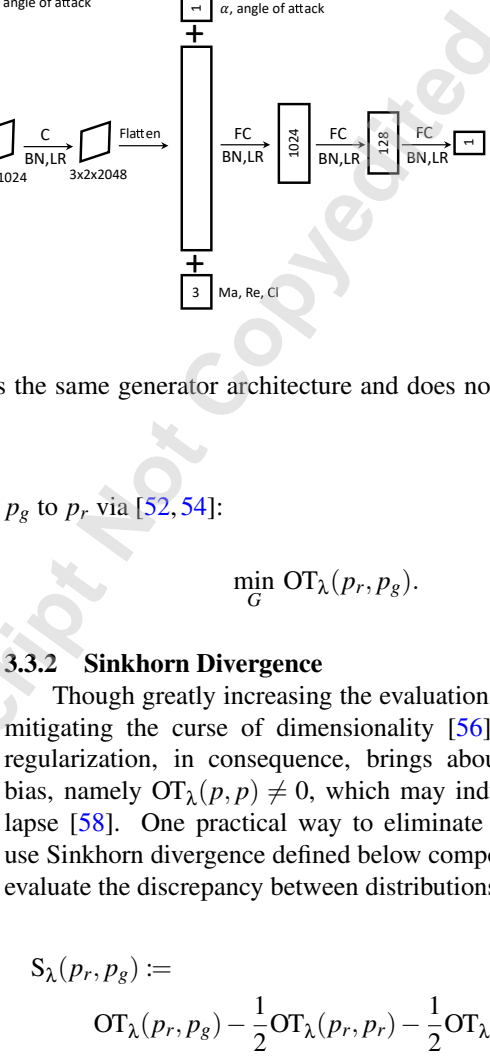 angle of attack
1 α, angle of attack
+
C Flatten FC 1024 FC 128 FC 1
BN,LR BN,LR BN,LR BN,LR
1024 3x2x2048
+
3 Ma, Re, Cl
s the same generator architecture and does no
p_g to p_r via [52,54]:
min_G OT_λ(p_r, p_g).
3.3.2 Sinkhorn Divergence
Though greatly increasing the evaluation
mitigating the curse of dimensionality [56]
regularization, in consequence, brings abou
bias, namely OT_λ(p, p) ≠ 0, which may ind
lapse [58]. One practical way to eliminate
use Sinkhorn divergence defined below compe
evaluate the discrepancy between distributions
S_λ(p_r, p_g) :=
OT_λ(p_r, p_g) − 1/2 OT_λ(p_r, p_r) − 1/2 OT_λ
cript Not Copyedited